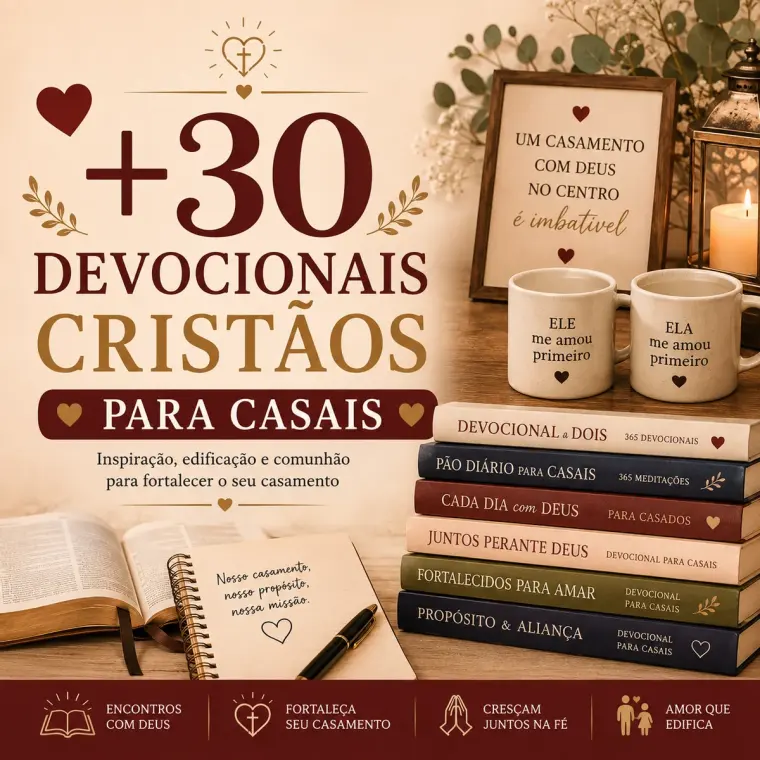 +30
DEVOCIONAIS
CRISTÃOS
PARA CASAIS
Inspiração, edificação e comunhão
para fortalecer o seu casamento
UM CASAMENTO
COM DEUS
NO CENTRO
é imbatível
ELE
me amou
primeiro
ELA
me amou
primeiro
DEVOCIONAL a DOIS 365 DEVOCIONAIS
PÃO DIÁRIO PARA CASAIS 365 MEDITAÇÕES
CADA DIA com DEUS PARA CASADOS
JUNTOS PERANTE DEUS DEVOCIONAL PARA CASAIS
FORTALECIDOS PARA AMAR DEVOCIONAL
PARA CASAIS
PROPÓSITO & ALIANÇA DEVOCIONAL
PARA CASAIS
Nosso casamento,
nosso propósito,
nossa missão.
ENCONTROS
COM DEUS
FORTALEÇA
SEU CASAMENTO
CRESÇAM
JUNTOS NA FÉ
AMOR QUE
EDIFICA